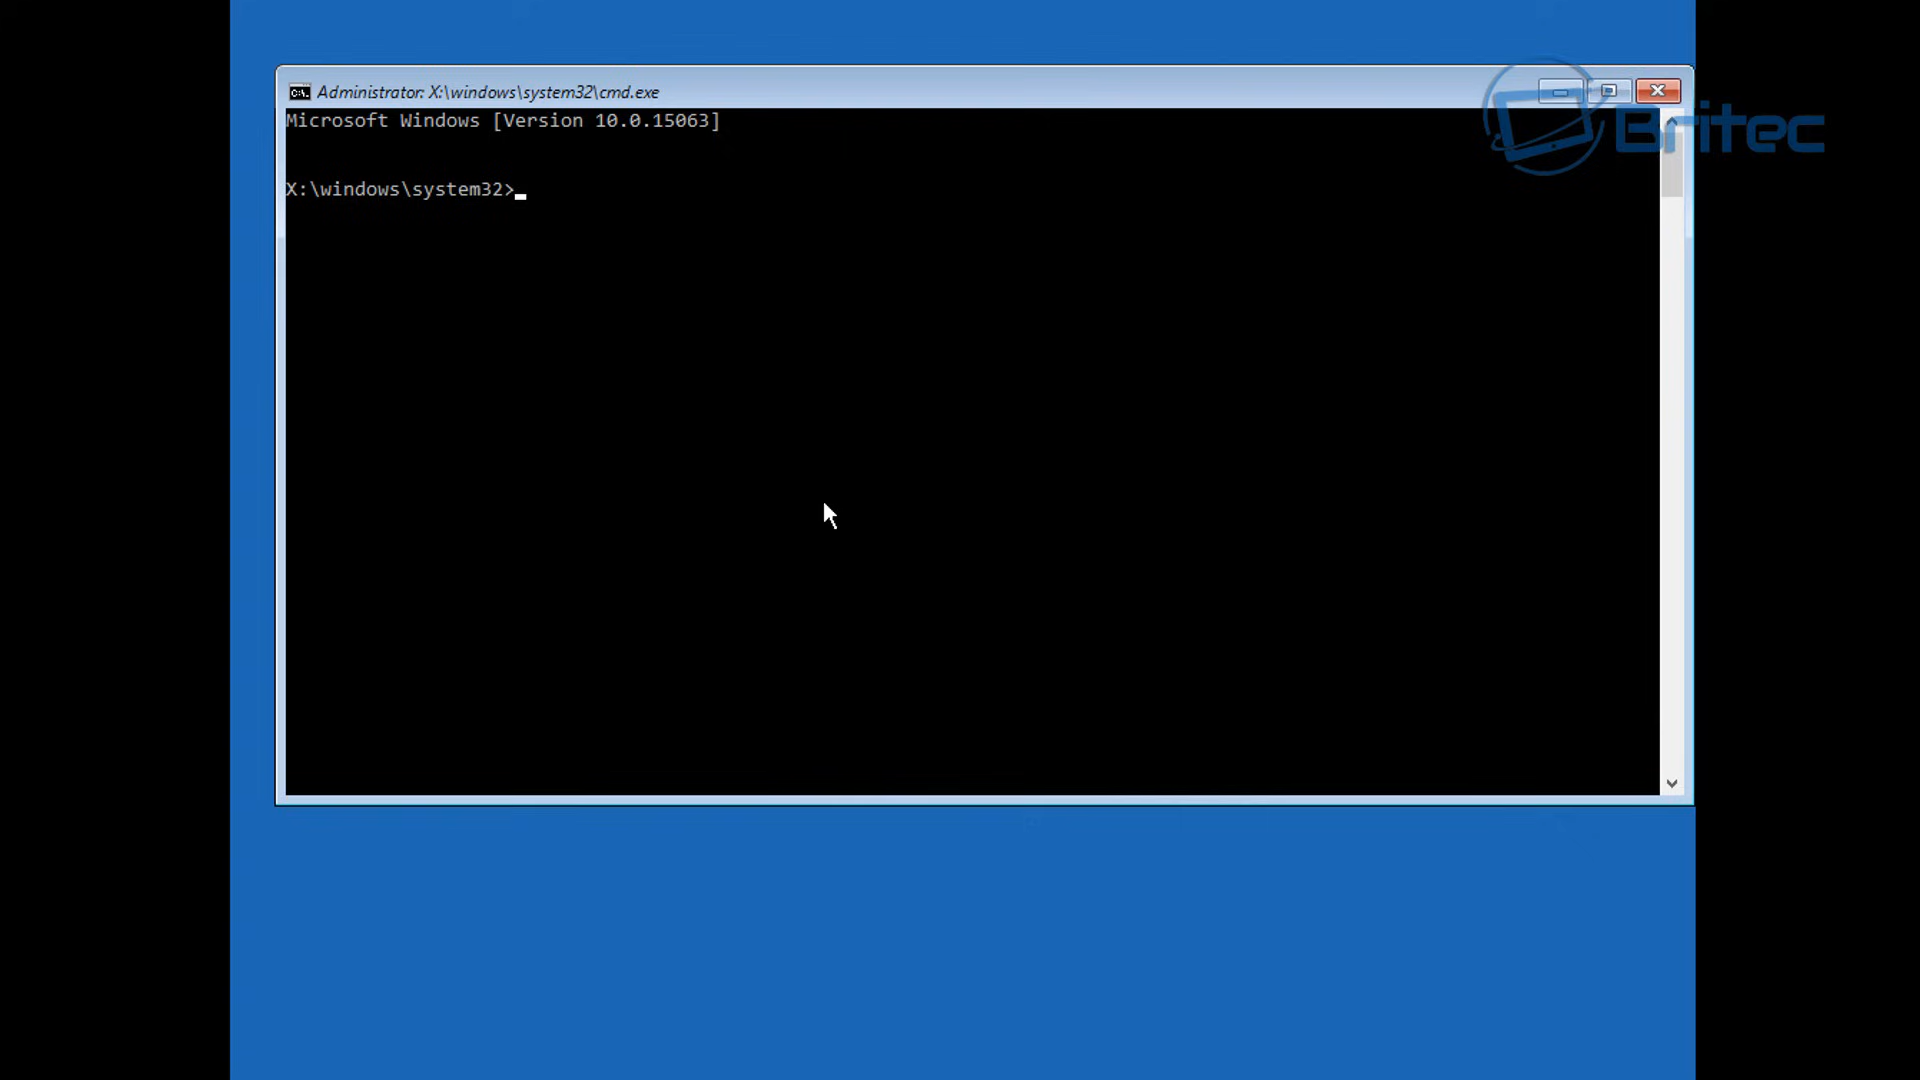 Administrator: X:\windows\system32\cmd.exe
Britec
Microsoft Windows [Version 10.0.15063]
X:\windows\system32>